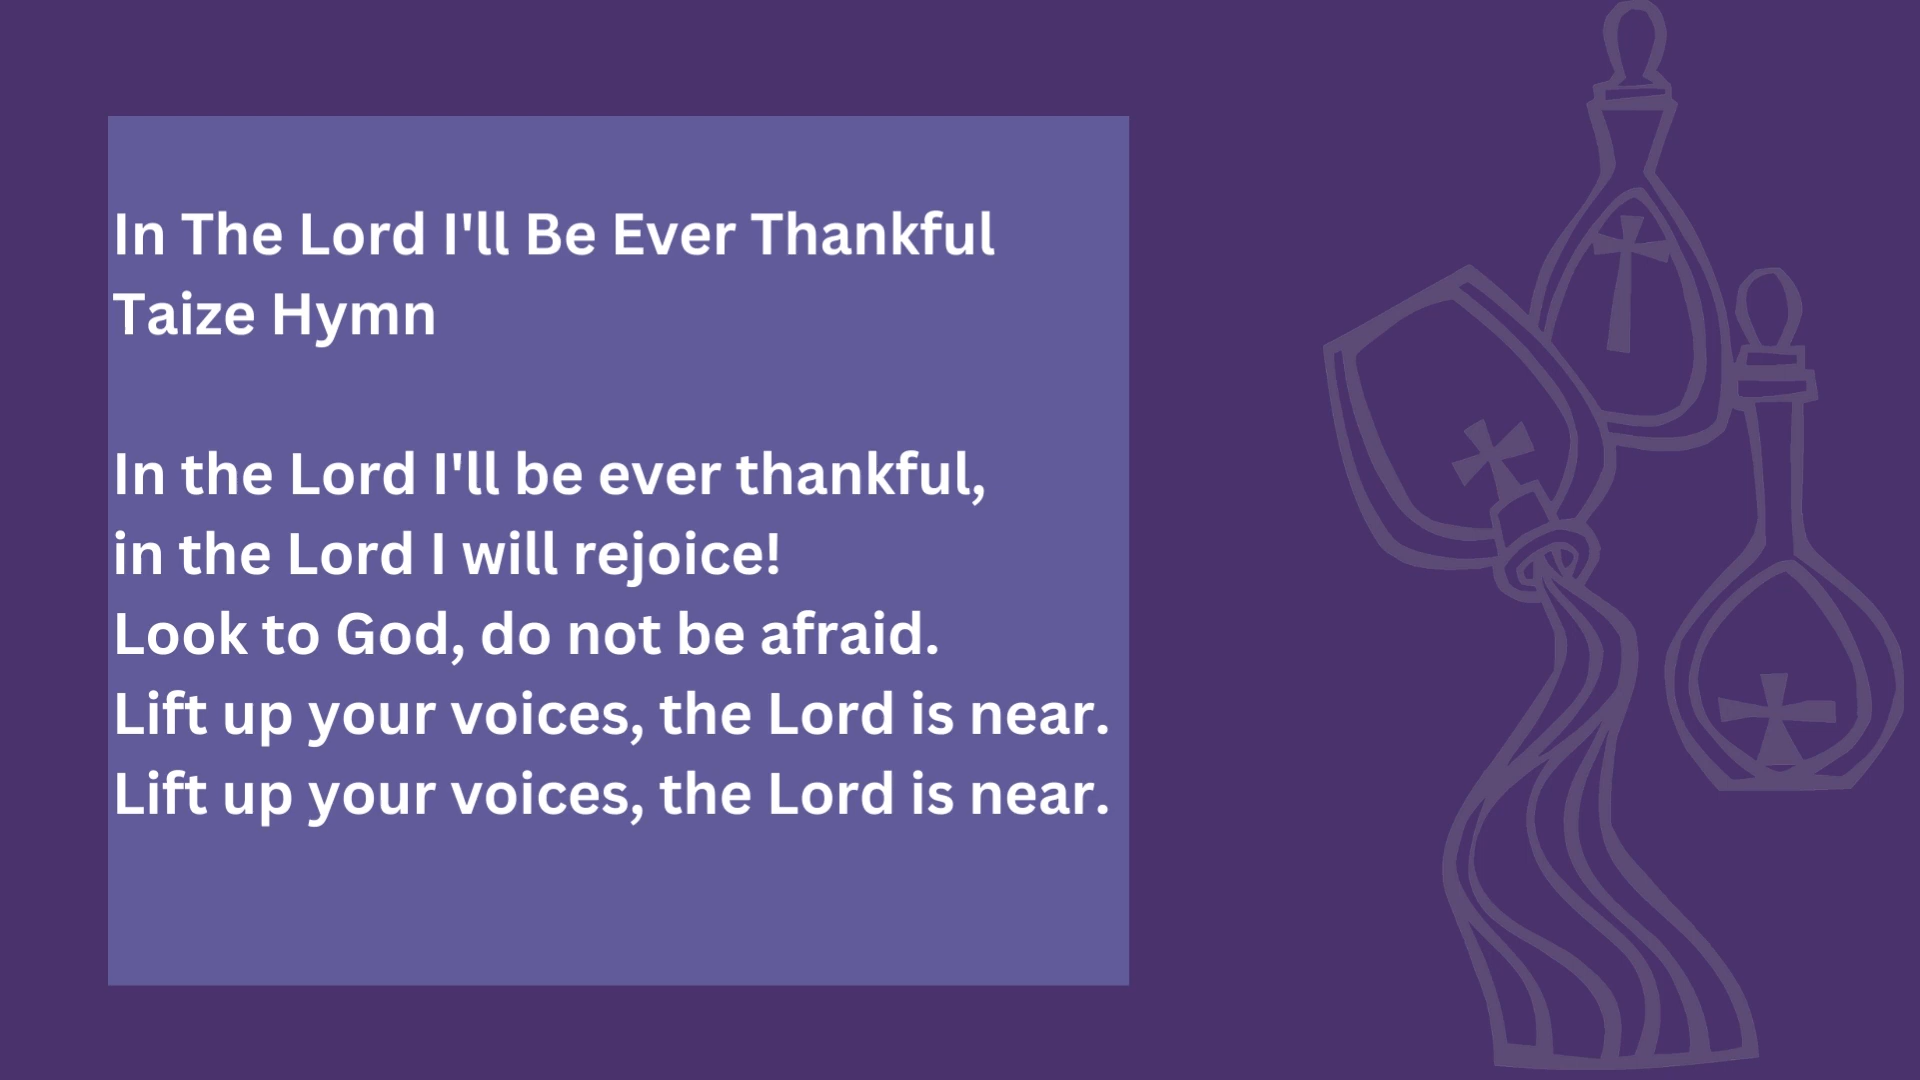 In The Lord I'll Be Ever Thankful
Taize Hymn
In the Lord I'll be ever thankful,
in the Lord I will rejoice!
Look to God, do not be afraid.
Lift up your voices, the Lord is near.
Lift up your voices, the Lord is near.